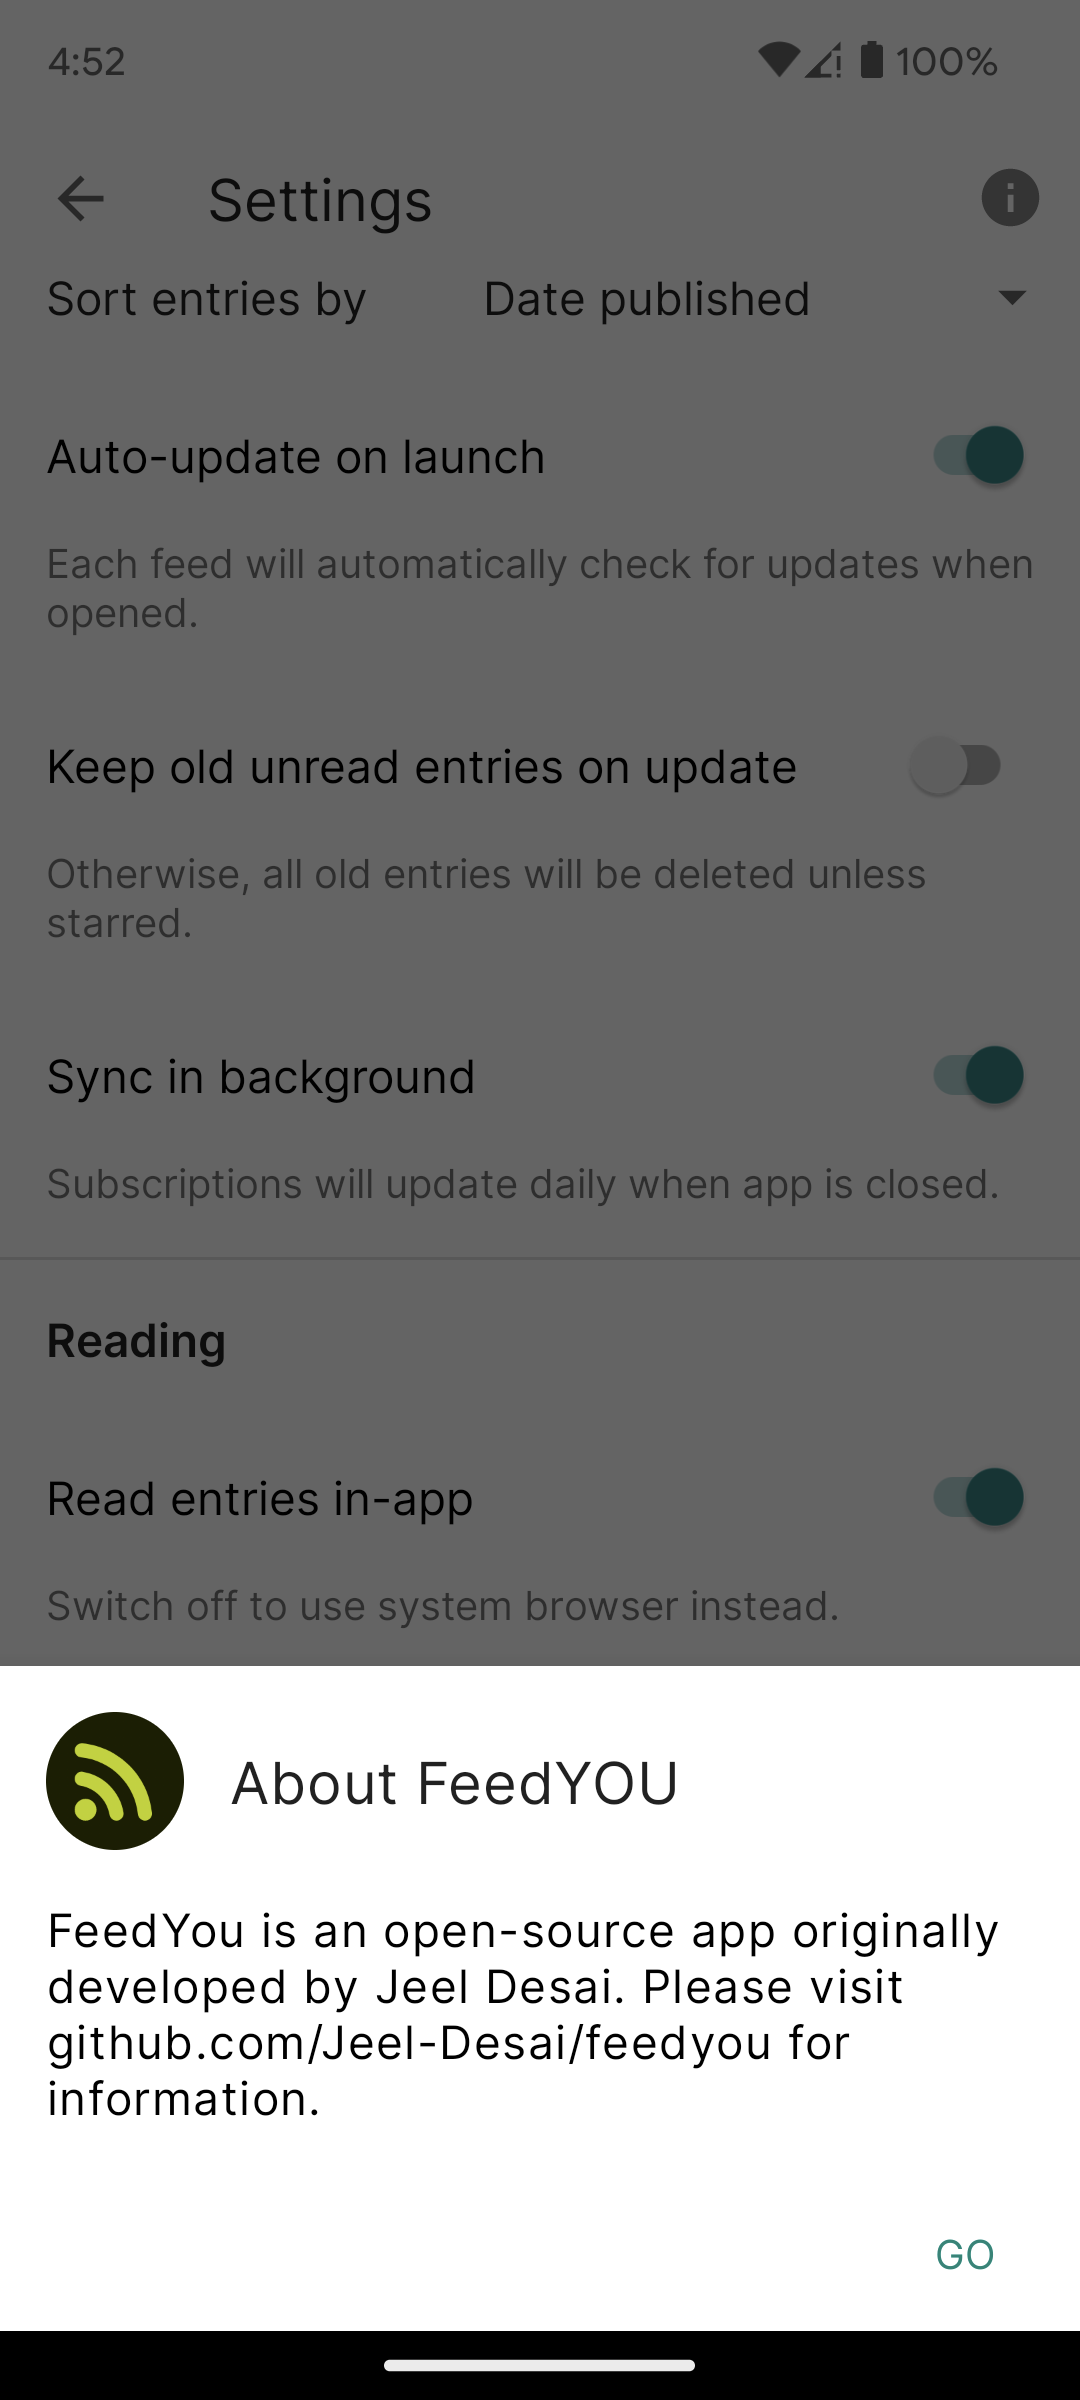 4:52
100%
Settings
Sort entries by
Date published
Auto-update on launch
Each feed will automatically check for updates when
opened.
Keep old unread entries on update
Otherwise, all old entries will be deleted unless
starred.
Sync in background
Subscriptions will update daily when app is closed.
Reading
Read entries in-app
Switch off to use system browser instead.
About FeedYOU
FeedYou is an open-source app originally
developed by Jeel Desai. Please visit
github.com/Jeel-Desai/feedyou for
information.
GO